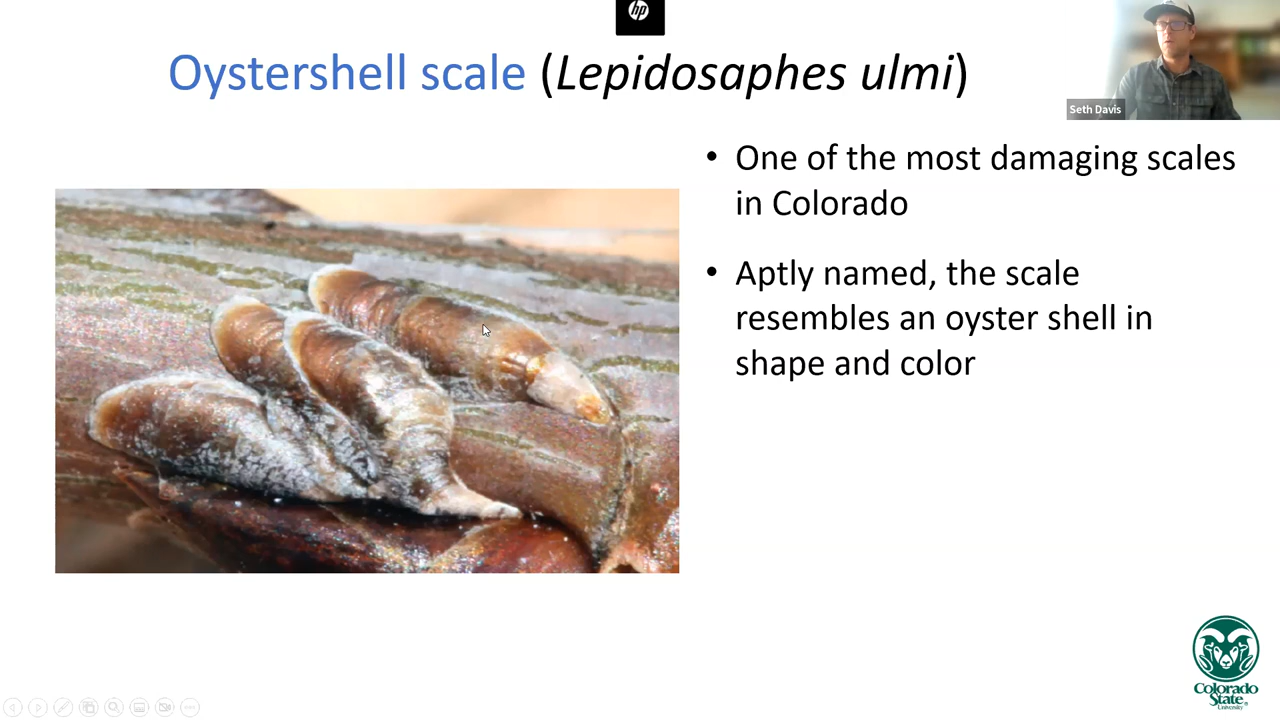 hp
Oystershell scale (Lepidosaphes ulmi)
Seth Davis
• One of the most damaging scales
in Colorado
• Aptly named, the scale
resembles an oyster shell in
shape and color
Colorado
State
University